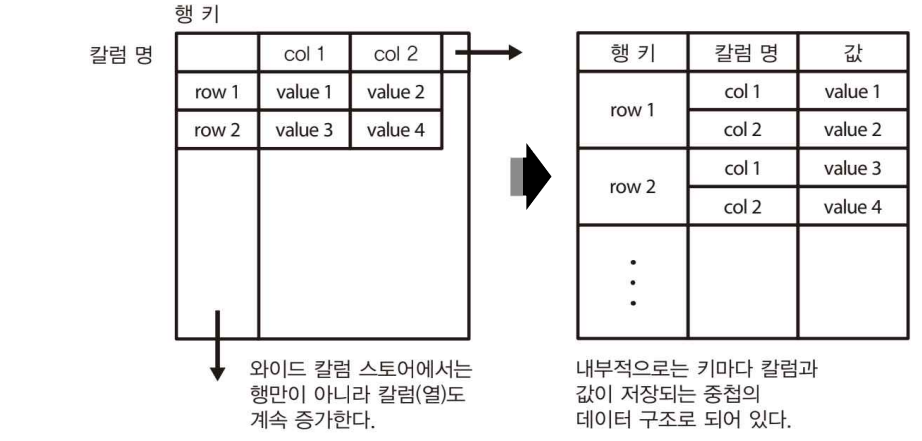 행 키
칼럼 명
col 1 col 2
row 1 value 1 value 2
row 2 value 3 value 4
와이드 칼럼 스토어에서는
행만이 아니라 칼럼(열)도
계속 증가한다.
행 키 칼럼 명 값
row 1
col 1 value 1
col 2 value 2
row 2
col 1 value 3
col 2 value 4
내부적으로는 키마다 칼럼과
값이 저장되는 중첩의
데이터 구조로 되어 있다.